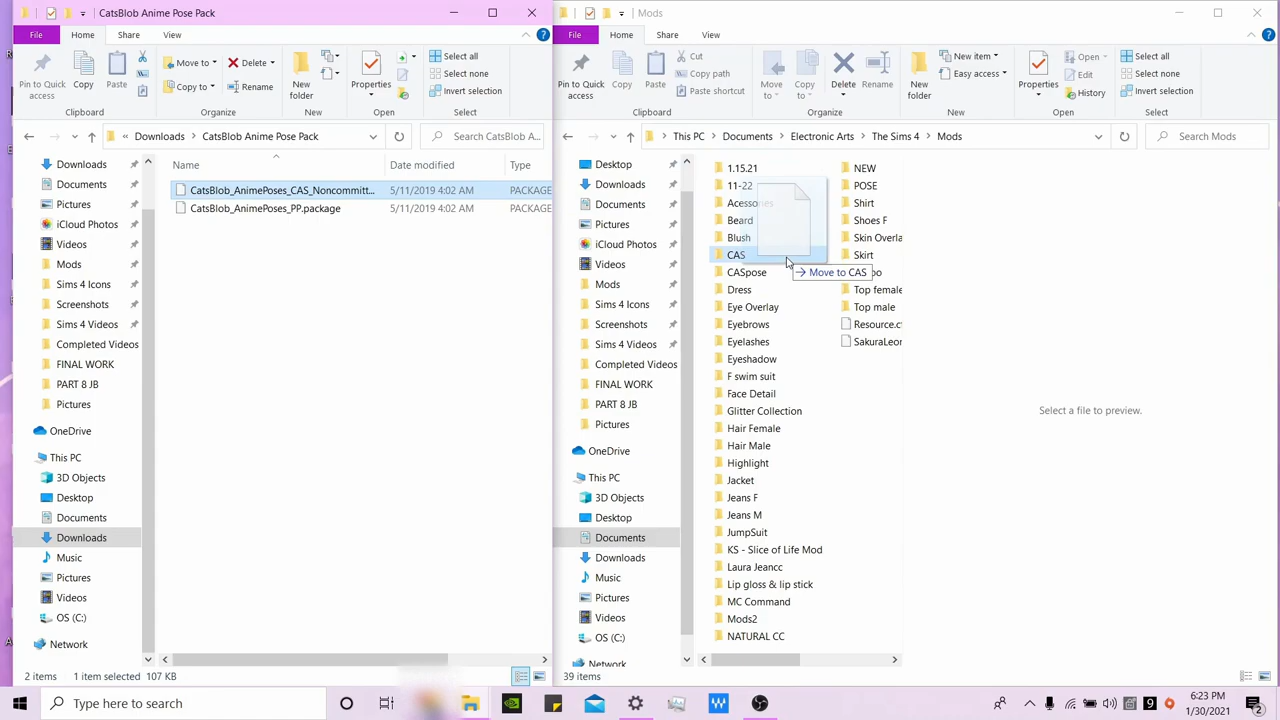 CatsBlob Anime Pose Pack
File Home Share View
Pin to Quick access
Copy
Paste
Clipboard
Move to
Copy to
Delete
Rename
Organize
New folder
New
Properties
Open
Select all
Select none
Invert selection
Select
« Downloads > CatsBlob Anime Pose Pack
Search CatsBlob A...
Name Date modified Type
CatsBlob_AnimePoses_CAS_Noncommitt... 5/11/2019 4:02 AM PACKAGE
CatsBlob_AnimePoses_PP.package 5/11/2019 4:02 AM PACKAGE
Downloads
Documents
Pictures
iCloud Photos
Videos
Mods
Sims 4 Icons
Screenshots
Sims 4 Videos
Completed Videos
FINAL WORK
PART 8 JB
Pictures
OneDrive
This PC
3D Objects
Desktop
Documents
Downloads
Music
Pictures
Videos
OS (C:)
Network
2 items 1 item selected 107 KB
Mods
File Home Share View
Pin to Quick access
Copy
Paste
Cut
Copy path
Paste shortcut
Clipboard
Move to
Copy to
Delete
Rename
Organize
New folder
New item
Easy access
New
Properties
Open
Edit
History
Open
Select all
Select none
Invert selection
Select
This PC > Documents > Electronic Arts > The Sims 4 > Mods
Search Mods
Desktop
Downloads
Documents
Pictures
iCloud Photos
Videos
Mods
Sims 4 Icons
Screenshots
Sims 4 Videos
Completed Videos
FINAL WORK
PART 8 JB
Pictures
OneDrive
This PC
3D Objects
Desktop
Documents
Downloads
Music
Pictures
Videos
OS (C:)
Network
1.15.21
11-22
Beard
Blush
CAS
CASpose
Dress
Eye Overlay
Eyebrows
Eyelashes
Eyeshadow
F swim suit
Face Detail
Glitter Collection
Hair Female
Hair Male
Highlight
Jacket
Jeans F
Jeans M
JumpSuit
KS - Slice of Life Mod
Laura Jeancc
Lip gloss & lip stick
MC Command
Mods2
NATURAL CC
NEW
POSE
Shirt
Shoes F
Skin Overla
Skirt
oo
Top female
Top male
Resource.cf
SakuraLeon
Move to CAS
Select a file to preview.
39 items
Type here to search
9
6:23 PM
1/30/2021
2